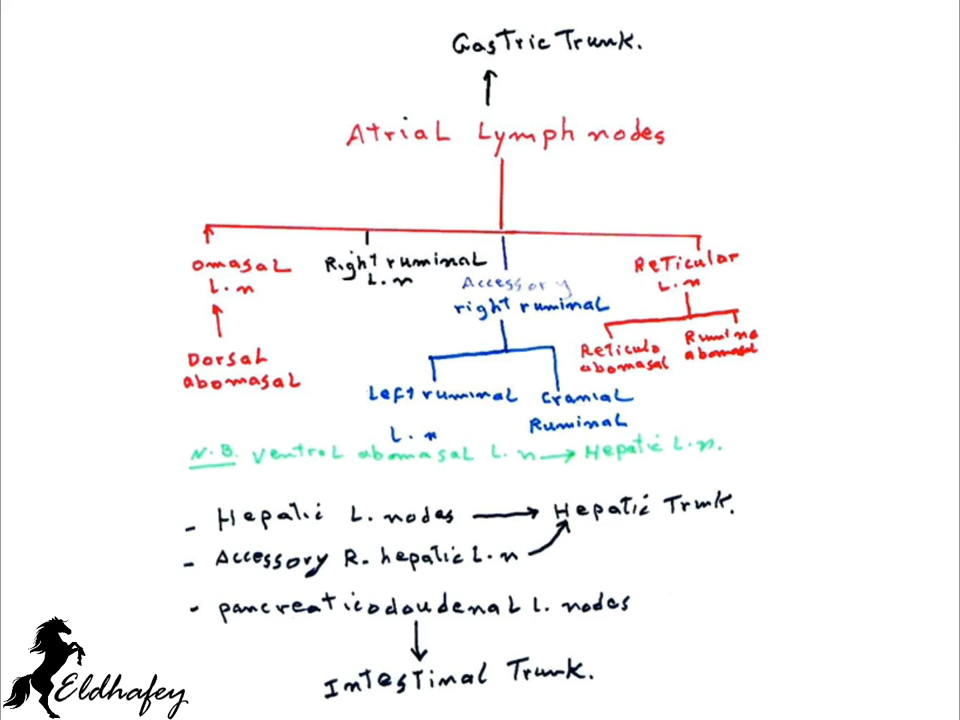 Gastric Trunk.
Atrial Lymph nodes
omasal
L.n
Right ruminal
L.n
Accessory
right ruminal
Reticular
L.n
Dorsal
abomasal
Left ruminal
L.n
cranial
Ruminal
Reticulo
abomasal
Rumino
abomasal
N.B. ventral abomasal L.n → Hepatic L.n.
- Hepatic L. nodes → Hepatic Trunk.
- Accessory R. hepatic L.n
- pancreaticodoudenal L. nodes
Intestinal Trunk.
Eldhafey